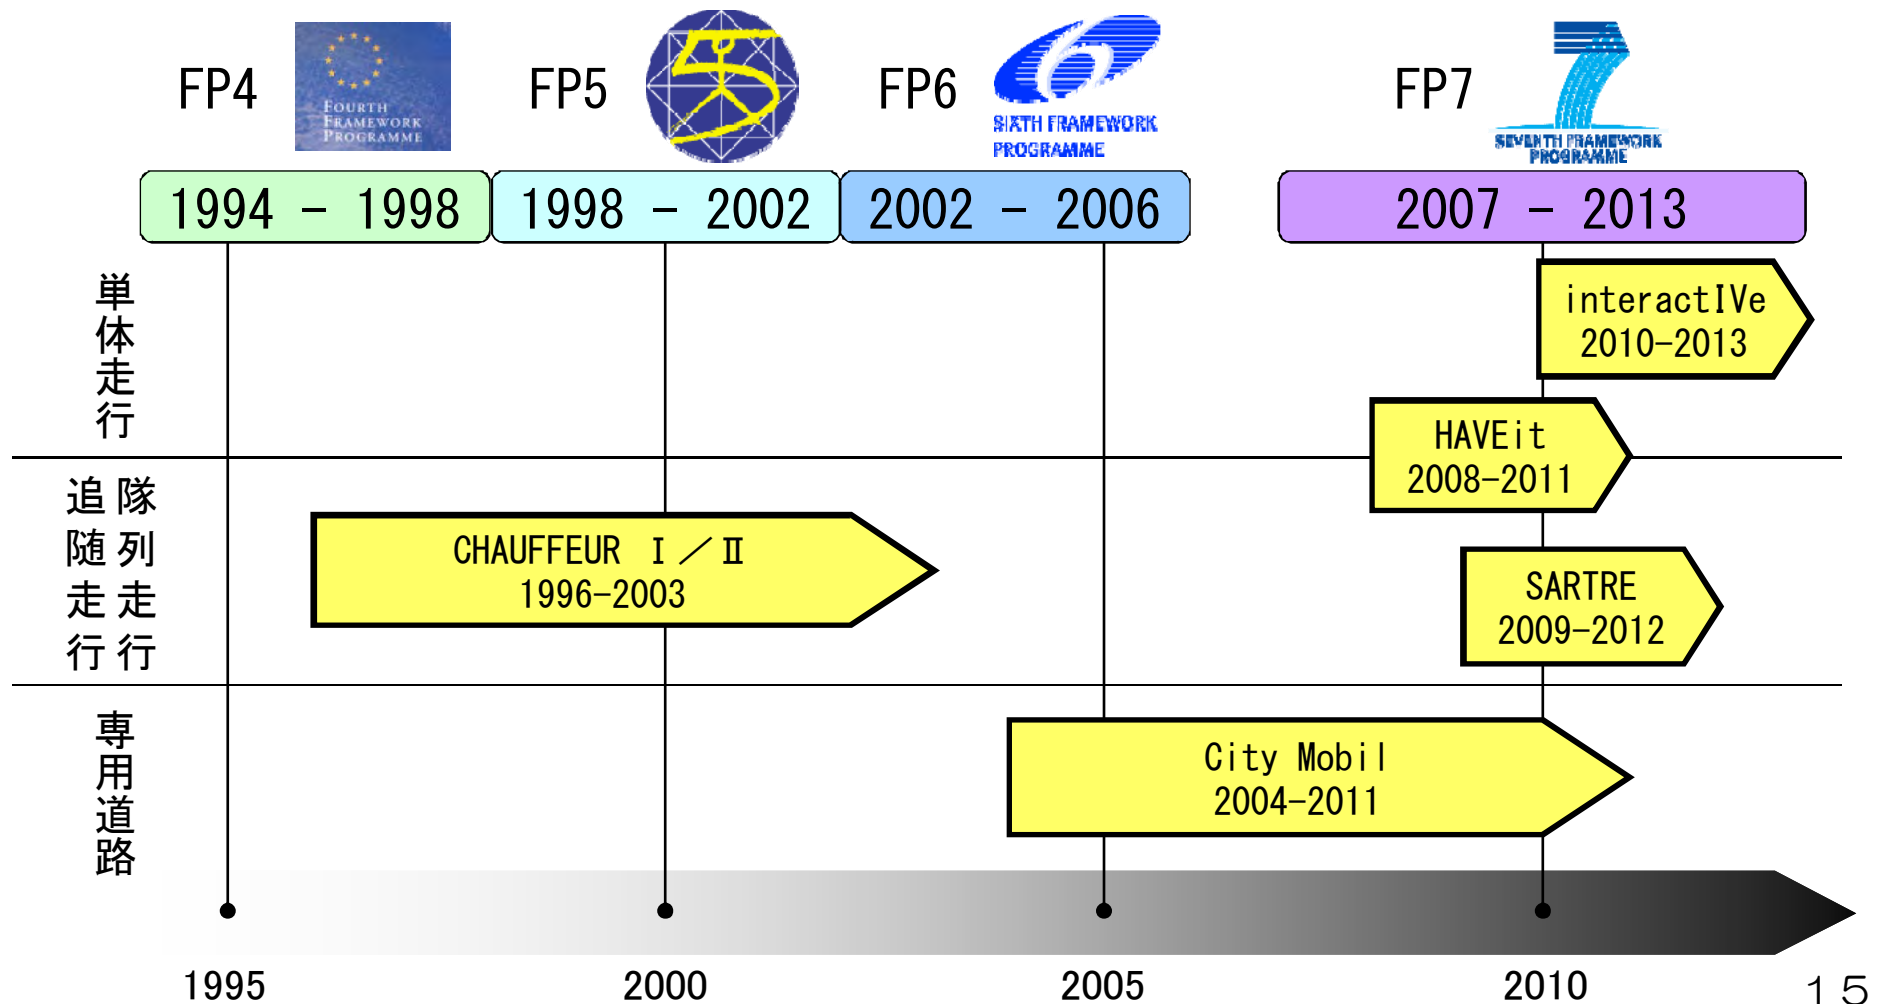 FP4
FOURTH
FRAMEWORK
PROGRAMME
FP5
FP6
SIXTH FRAMEWORK
PROGRAMME
FP7
SEVENTH FRAMEWORK
PROGRAMME
1994 - 1998
1998 - 2002
2002 - 2006
2007 - 2013
単体走行
interactIVe
2010-2013
HAVEit
2008-2011
隊列走行
追随走行
CHAUFFEUR Ⅰ／Ⅱ
1996-2003
SARTRE
2009-2012
専用道路
City Mobil
2004-2011
1995
2000
2005
2010
１５